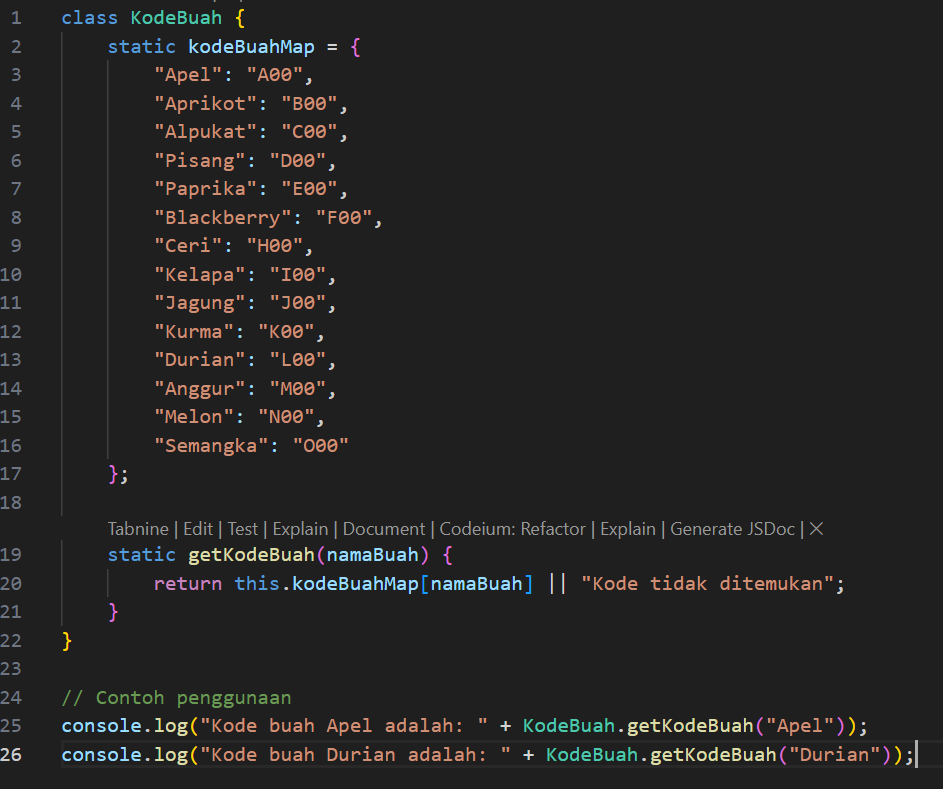 1 class KodeBuah {
2 static kodeBuahMap = {
3 "Apel": "A00",
4 "Aprikot": "B00",
5 "Alpukat": "C00",
6 "Pisang": "D00",
7 "Paprika": "E00",
8 "Blackberry": "F00",
9 "Ceri": "H00",
10 "Kelapa": "I00",
11 "Jagung": "J00",
12 "Kurma": "K00",
13 "Durian": "L00",
14 "Anggur": "M00",
15 "Melon": "N00",
16 "Semangka": "O00"
17 };
18
Tabnine | Edit | Test | Explain | Document | Codeium: Refactor | Explain | Generate JSDoc | ×
19 static getKodeBuah(namaBuah) {
20 return this.kodeBuahMap[namaBuah] || "Kode tidak ditemukan";
21 }
22 }
23
24 // Contoh penggunaan
25 console.log("Kode buah Apel adalah: " + KodeBuah.getKodeBuah("Apel"));
26 console.log("Kode buah Durian adalah: " + KodeBuah.getKodeBuah("Durian"));